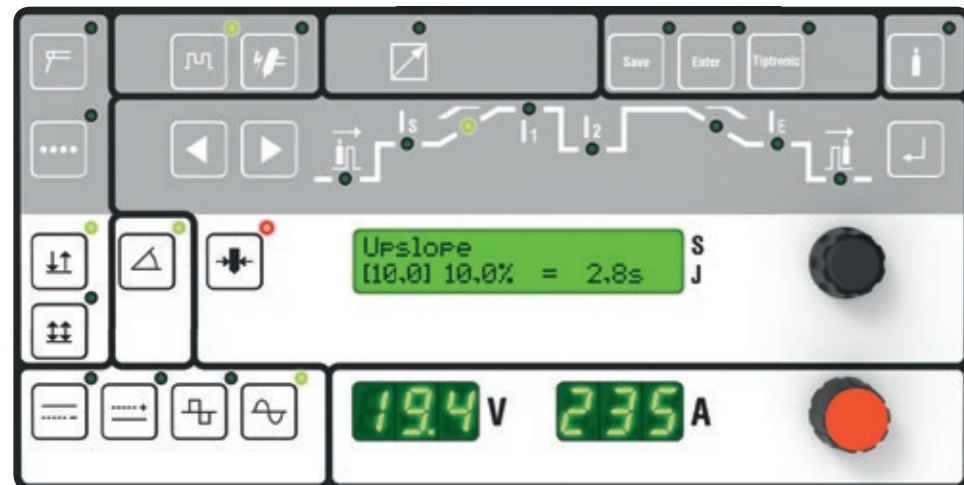 Save Enter Tiptronic
IS I1 I2 IE
Upslope S
[10.0] 10.0% = 2.8s J
19.4 V 235 A